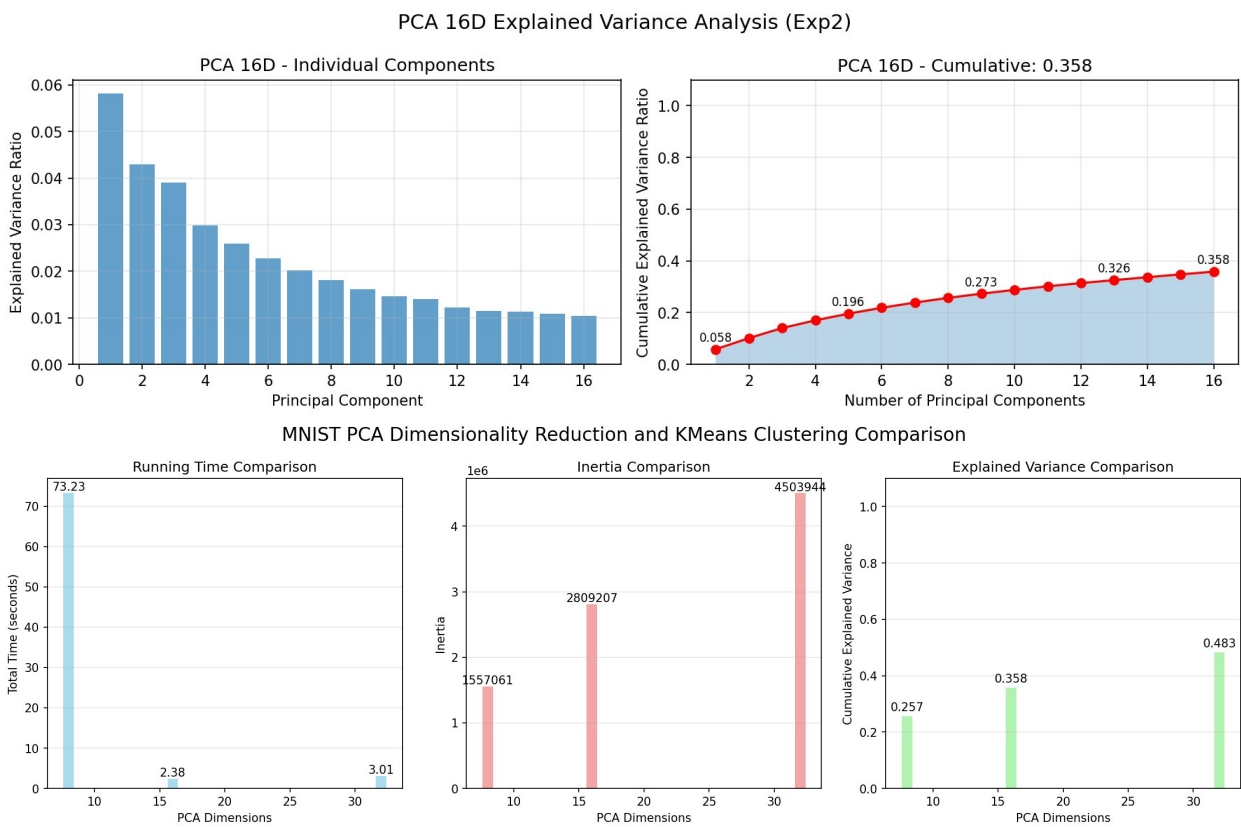 PCA 16D Explained Variance Analysis (Exp2)
PCA 16D - Individual Components
Explained Variance Ratio
0.06
0.05
0.04
0.03
0.02
0.01
0.00
0 2 4 6 8 10 12 14 16
Principal Component
PCA 16D - Cumulative: 0.358
Cumulative Explained Variance Ratio
1.0
0.8
0.6
0.4
0.2
0.0
0.058
0.196
0.273
0.326
0.358
2 4 6 8 10 12 14 16
Number of Principal Components
MNIST PCA Dimensionality Reduction and KMeans Clustering Comparison
Running Time Comparison
Total Time (seconds)
70
60
50
40
30
20
10
0
73.23
2.38
3.01
10 15 20 25 30
PCA Dimensions
Inertia Comparison
1e6
Inertia
4
3
2
1
0
1557061
2809207
4503944
10 15 20 25 30
PCA Dimensions
Explained Variance Comparison
Cumulative Explained Variance
1.0
0.8
0.6
0.4
0.2
0.0
0.257
0.358
0.483
10 15 20 25 30
PCA Dimensions